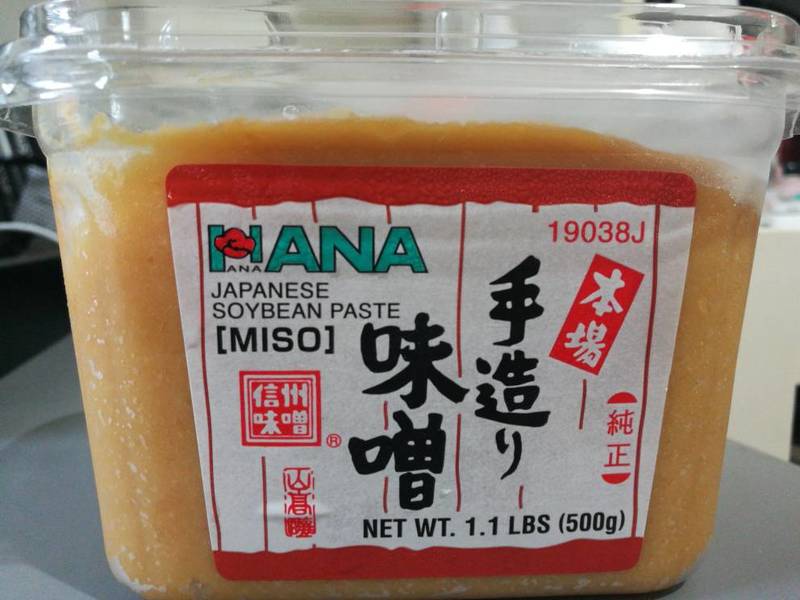 HANA
ANA
19038J
JAPANESE
SOYBEAN PASTE
[MISO]
本場
手造り
味噌
信州
味噌
®
純正
NET WT. 1.1 LBS (500g)